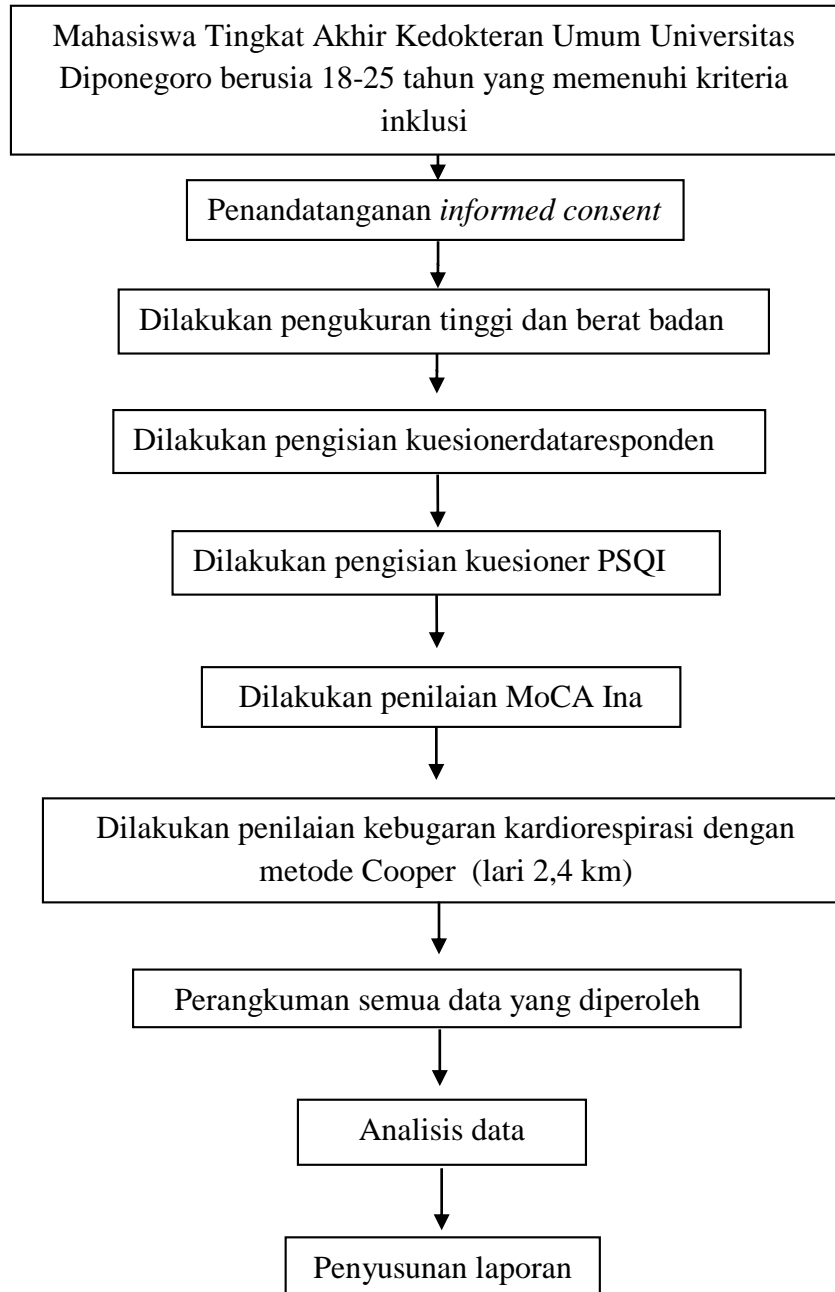 Mahasiswa Tingkat Akhir Kedokteran Umum Universitas
Diponegoro berusia 18-25 tahun yang memenuhi kriteria
inklusi
Penandatanganan informed consent
Dilakukan pengukuran tinggi dan berat badan
Dilakukan pengisian kuesionerdataresponden
Dilakukan pengisian kuesioner PSQI
Dilakukan penilaian MoCA Ina
Dilakukan penilaian kebugaran kardiorespirasi dengan
metode Cooper (lari 2,4 km)
Perangkuman semua data yang diperoleh
Analisis data
Penyusunan laporan